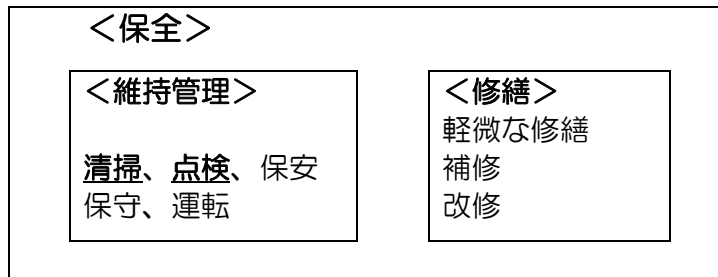 ＜保全＞
＜維持管理＞
清掃、点検、保安
保守、運転
＜修繕＞
軽微な修繕
補修
改修